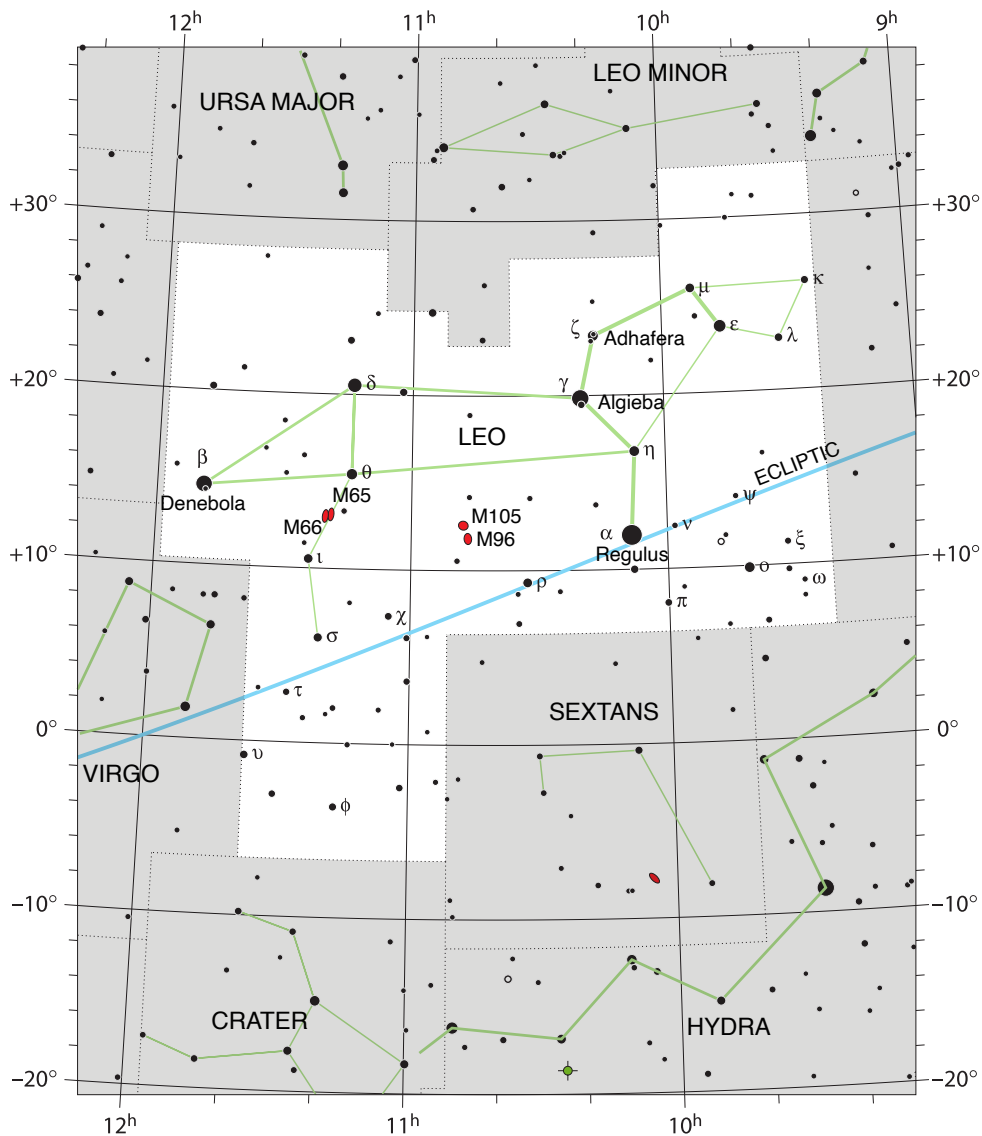 12h 11h 10h 9h
LEO MINOR
URSA MAJOR
+30° +30°
κ
μ
ζ Adhafera ε λ
+20° δ γ Algieba +20°
LEO η
β θ ECLIPTIC
Denebola M65 ψ
M66 M105 α ν
M96 Regulus ξ
+10° ι ο +10°
ρ ω
π
χ
σ
τ SEXTANS
0° 0°
υ
VIRGO
ϕ
−10° −10°
CRATER HYDRA
−20° −20°
12h 11h 10h